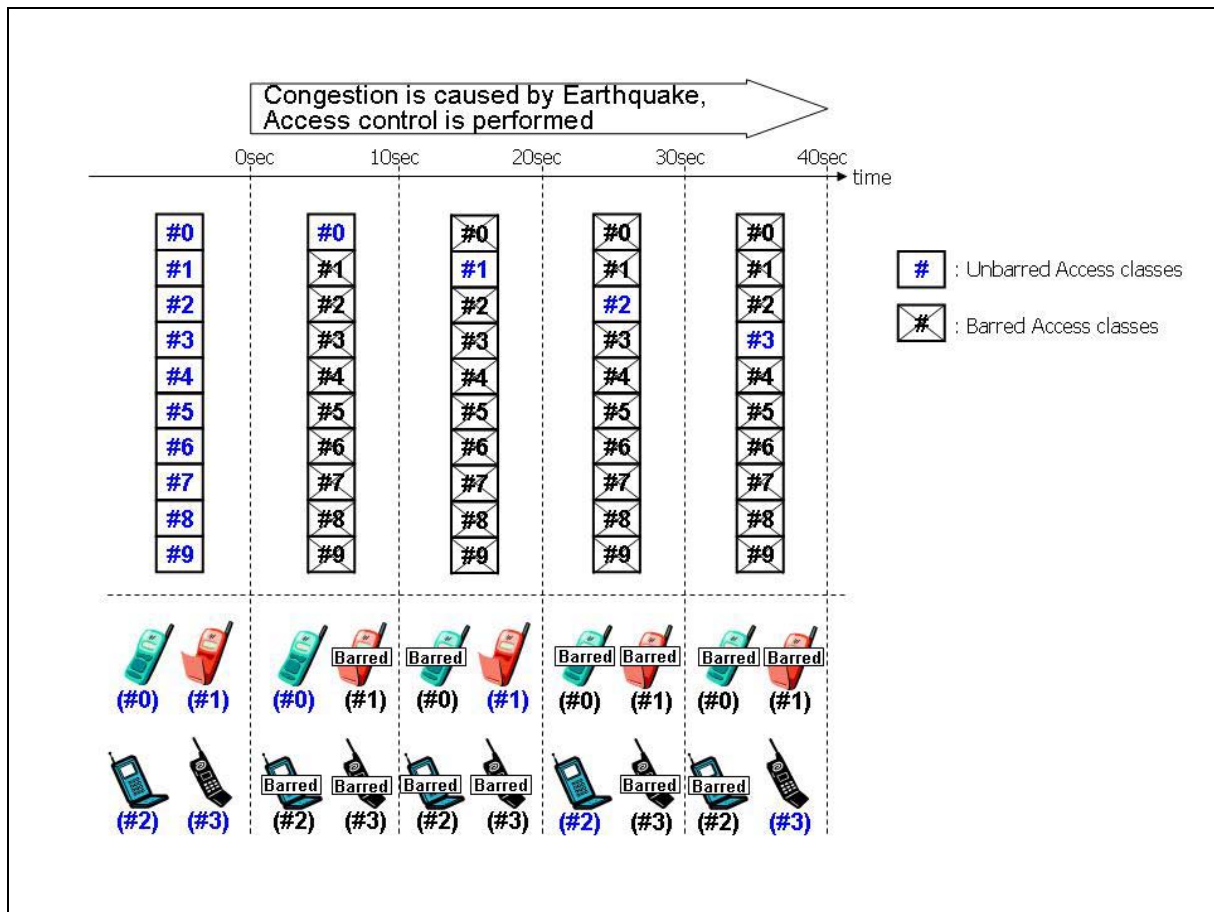 Congestion is caused by Earthquake,
Access control is performed
0sec 10sec 20sec 30sec 40sec
time
#0 #0 #0 #0 #0
#1 #1 #1 #1 #1
#2 #2 #2 #2 #2
#3 #3 #3 #3 #3
#4 #4 #4 #4 #4
#5 #5 #5 #5 #5
#6 #6 #6 #6 #6
#7 #7 #7 #7 #7
#8 #8 #8 #8 #8
#9 #9 #9 #9 #9
# : Unbarred Access classes
# : Barred Access classes
Barred Barred Barred Barred Barred Barred
(#0) (#1) (#0) (#1) (#0) (#1) (#0) (#1) (#0) (#1)
Barred Barred Barred Barred Barred Barred
(#2) (#3) (#2) (#3) (#2) (#3) (#2) (#3) (#2) (#3)